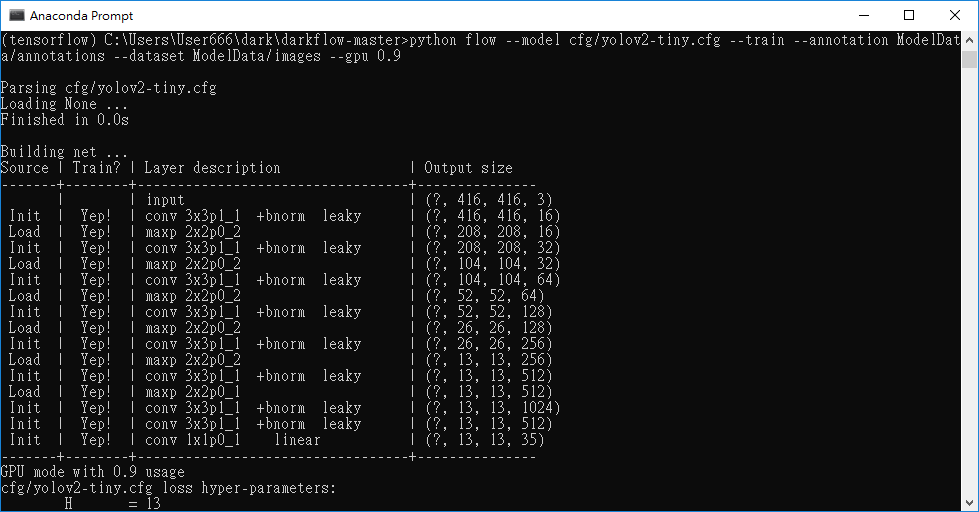 Anaconda Prompt
(tensorflow) C:\Users\User666\dark\darkflow-master>python flow --model cfg/yolov2-tiny.cfg --train --annotation ModelDat
a/annotations --dataset ModelData/images --gpu 0.9

Parsing cfg/yolov2-tiny.cfg
Loading None ...
Finished in 0.0s

Building net ...
Source | Train? | Layer description                | Output size
-------+--------+----------------------------------+---------------
       |        | input                            | (?, 416, 416, 3)
 Init  |  Yep!  | conv 3x3p1_1  +bnorm  leaky      | (?, 416, 416, 16)
 Load  |  Yep!  | maxp 2x2p0_2                     | (?, 208, 208, 16)
 Init  |  Yep!  | conv 3x3p1_1  +bnorm  leaky      | (?, 208, 208, 32)
 Load  |  Yep!  | maxp 2x2p0_2                     | (?, 104, 104, 32)
 Init  |  Yep!  | conv 3x3p1_1  +bnorm  leaky      | (?, 104, 104, 64)
 Load  |  Yep!  | maxp 2x2p0_2                     | (?, 52, 52, 64)
 Init  |  Yep!  | conv 3x3p1_1  +bnorm  leaky      | (?, 52, 52, 128)
 Load  |  Yep!  | maxp 2x2p0_2                     | (?, 26, 26, 128)
 Init  |  Yep!  | conv 3x3p1_1  +bnorm  leaky      | (?, 26, 26, 256)
 Load  |  Yep!  | maxp 2x2p0_2                     | (?, 13, 13, 256)
 Init  |  Yep!  | conv 3x3p1_1  +bnorm  leaky      | (?, 13, 13, 512)
 Load  |  Yep!  | maxp 2x2p0_1                     | (?, 13, 13, 512)
 Init  |  Yep!  | conv 3x3p1_1  +bnorm  leaky      | (?, 13, 13, 1024)
 Init  |  Yep!  | conv 3x3p1_1  +bnorm  leaky      | (?, 13, 13, 512)
 Init  |  Yep!  | conv 1x1p0_1    linear           | (?, 13, 13, 35)
-------+--------+----------------------------------+---------------
GPU mode with 0.9 usage
cfg/yolov2-tiny.cfg loss hyper-parameters:
        H       = 13